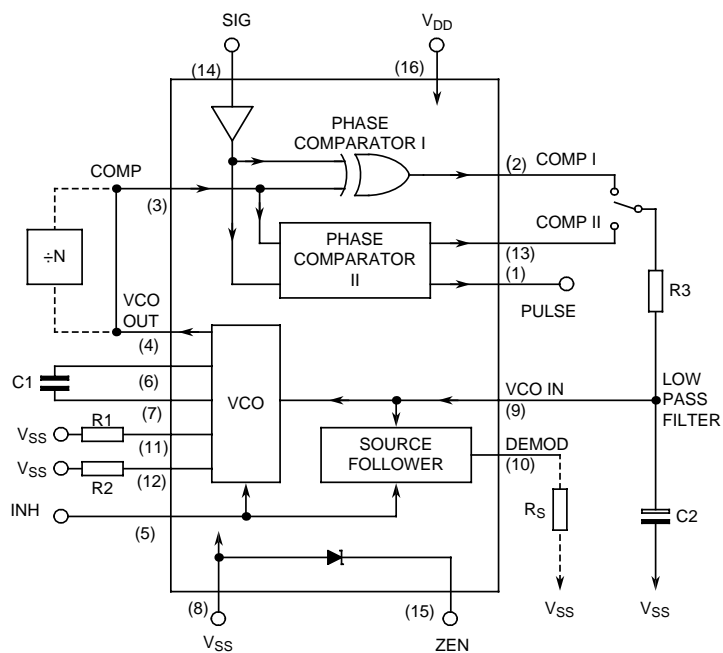 SIG
VDD
(14)
(16)
PHASE
COMPARATOR I
COMP
(2)
COMP I
(3)
COMP II
÷N
PHASE
COMPARATOR
II
(13)
(1)
R3
VCO
OUT
PULSE
(4)
C1
(6)
(7)
VCO
VCO IN
(9)
LOW
PASS
FILTER
VSS
R1
(11)
SOURCE
FOLLOWER
DEMOD
(10)
VSS
R2
(12)
INH
(5)
RS
C2
(8)
(15)
VSS
VSS
VSS
ZEN